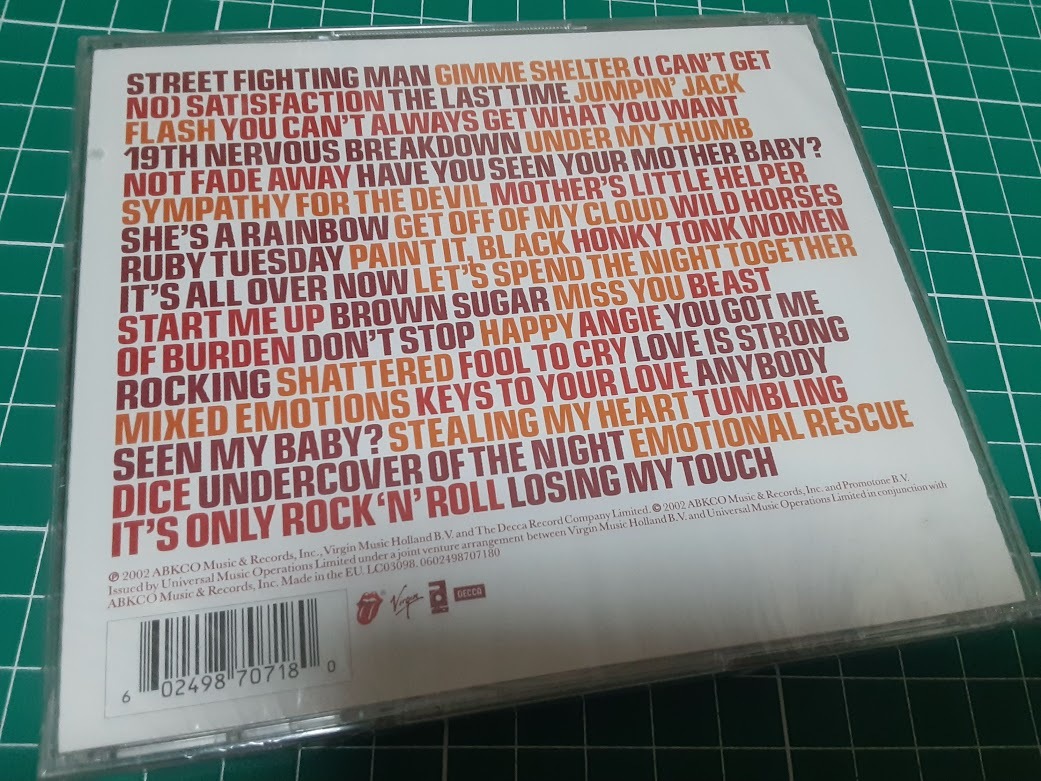 STREET FIGHTING MAN GIMME SHELTER (I CAN'T GET
NO) SATISFACTION THE LAST TIME JUMPIN' JACK
FLASH YOU CAN'T ALWAYS GET WHAT YOU WANT
19TH NERVOUS BREAKDOWN UNDER MY THUMB
NOT FADE AWAY HAVE YOU SEEN YOUR MOTHER BABY?
SYMPATHY FOR THE DEVIL MOTHER'S LITTLE HELPER
SHE'S A RAINBOW GET OFF OF MY CLOUD WILD HORSES
RUBY TUESDAY PAINT IT, BLACK HONKY TONK WOMEN
IT'S ALL OVER NOW LET'S SPEND THE NIGHT TOGETHER
START ME UP BROWN SUGAR MISS YOU BEAST
OF BURDEN DON'T STOP HAPPY ANGIE YOU GOT ME
ROCKING SHATTERED FOOL TO CRY LOVE IS STRONG
MIXED EMOTIONS KEYS TO YOUR LOVE ANYBODY
SEEN MY BABY? STEALING MY HEART TUMBLING
DICE UNDERCOVER OF THE NIGHT EMOTIONAL RESCUE
IT'S ONLY ROCK 'N' ROLL LOSING MY TOUCH
℗ 2002 ABKCO Music & Records, Inc., Virgin Music Holland B.V. and The Decca Record Company Limited. © 2002 ABKCO Music & Records, Inc. and Promotone B.V.
Issued by Universal Music Operations Limited under a joint venture arrangement between Virgin Music Holland B.V. and Universal Music Operations Limited in conjunction with
ABKCO Music & Records, Inc. Made in the EU. LC03098. 0602498707180
Virgin DECCA
6 02498 70718 0